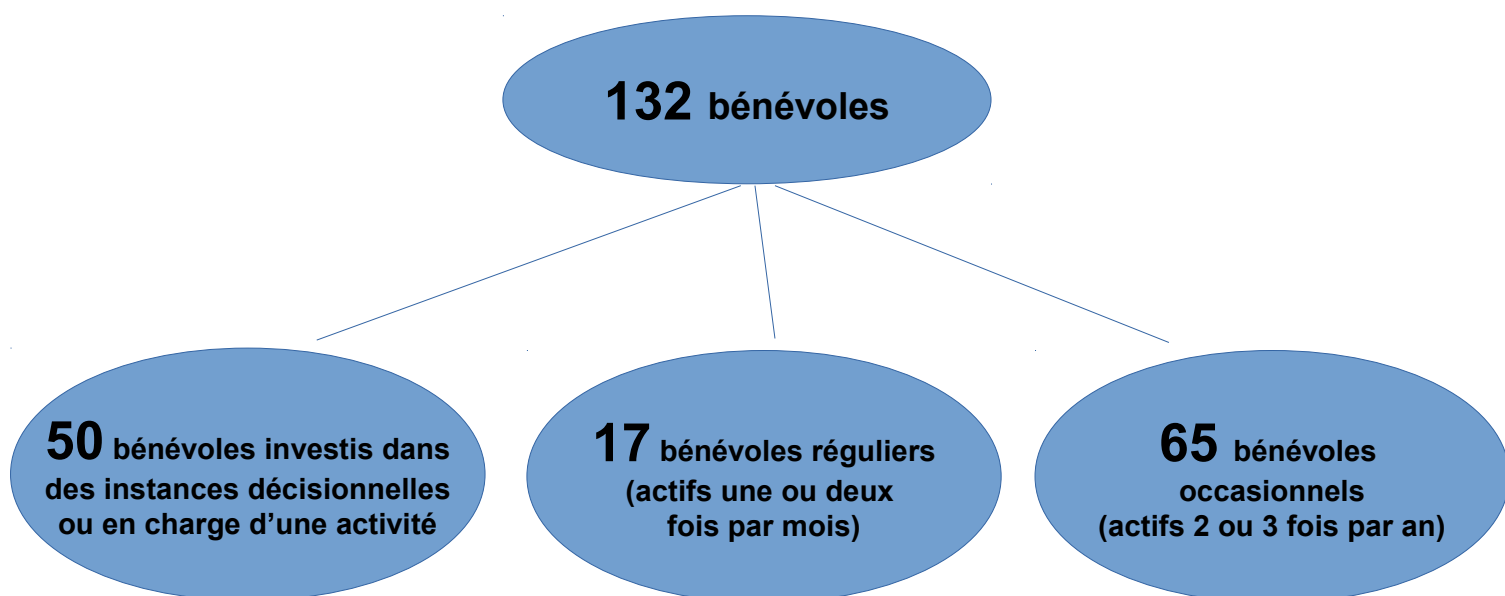 132 bénévoles
50 bénévoles investis dans
des instances décisionnelles
ou en charge d’une activité
17 bénévoles réguliers
(actifs une ou deux
fois par mois)
65 bénévoles
occasionnels
(actifs 2 ou 3 fois par an)